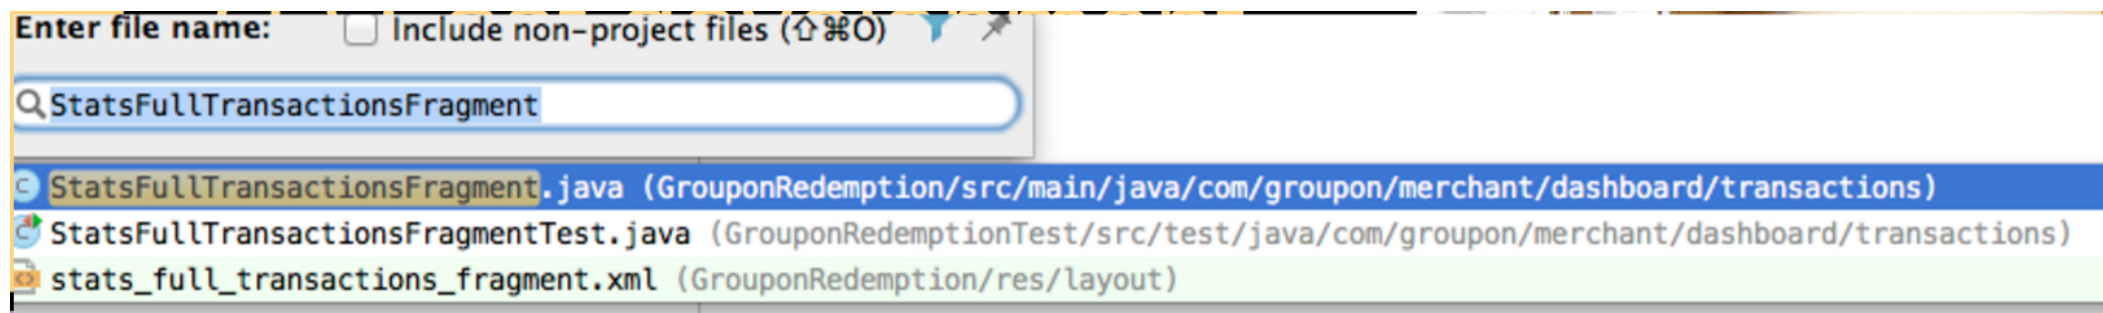 Enter file name: Include non-project files (⇧⌘O)
StatsFullTransactionsFragment
C StatsFullTransactionsFragment.java (GrouponRedemption/src/main/java/com/groupon/merchant/dashboard/transactions)
C StatsFullTransactionsFragmentTest.java (GrouponRedemptionTest/src/test/java/com/groupon/merchant/dashboard/transactions)
<> stats_full_transactions_fragment.xml (GrouponRedemption/res/layout)